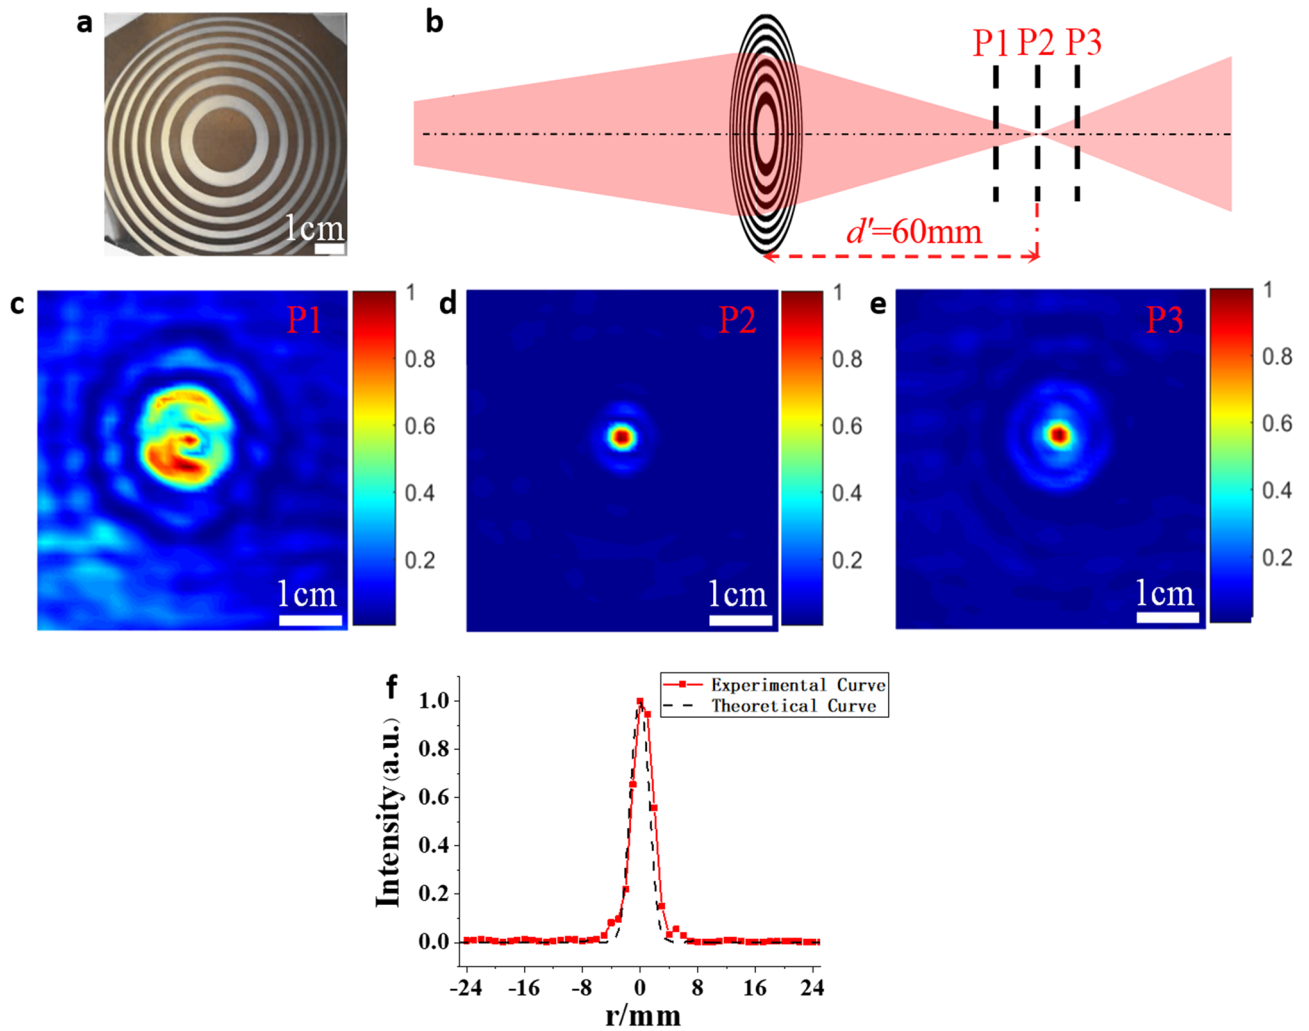 a
1cm
b
P1 P2 P3
d'=60mm
c
P1
1cm
1
0.8
0.6
0.4
0.2
d
P2
1cm
1
0.8
0.6
0.4
0.2
e
P3
1cm
1
0.8
0.6
0.4
0.2
f
Experimental Curve
Theoretical Curve
Intensity(a.u.)
1.0
0.8
0.6
0.4
0.2
0.0
-24 -16 -8 0 8 16 24
r/mm